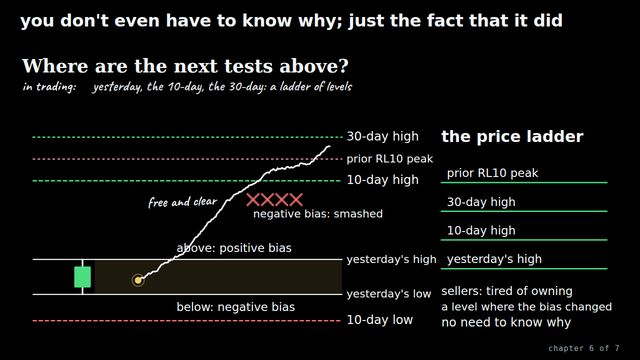 you don't even have to know why; just the fact that it did
Where are the next tests above?
in trading: yesterday, the 10-day, the 30-day: a ladder of levels
30-day high
prior RL10 peak
10-day high
free and clear
negative bias: smashed
above: positive bias
yesterday's high
yesterday's low
below: negative bias
10-day low
the price ladder
prior RL10 peak
30-day high
10-day high
yesterday's high
sellers: tired of owning
a level where the bias changed
no need to know why
chapter 6 of 7